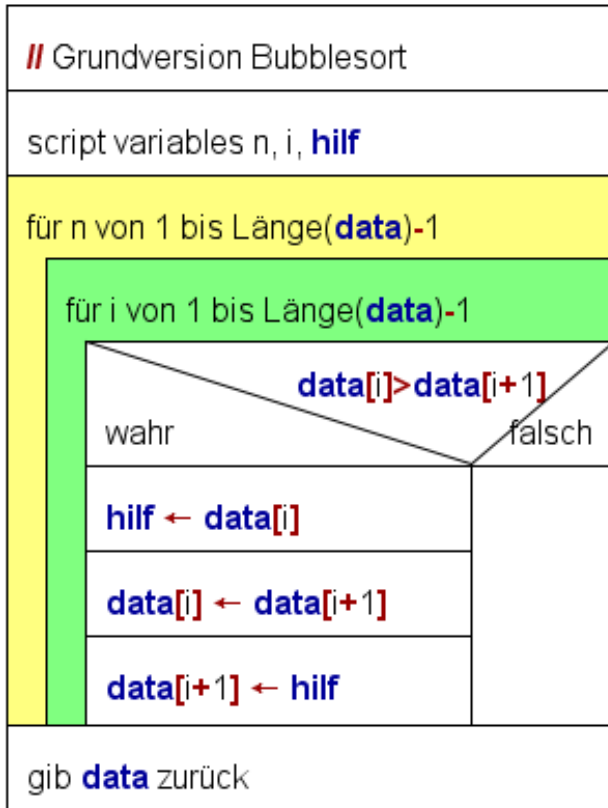 // Grundversion Bubblesort
script variables n, i, hilf
für n von 1 bis Länge(data)-1
für i von 1 bis Länge(data)-1
data[i]>data[i+1]
wahr falsch
hilf ← data[i]
data[i] ← data[i+1]
data[i+1] ← hilf
gib data zurück